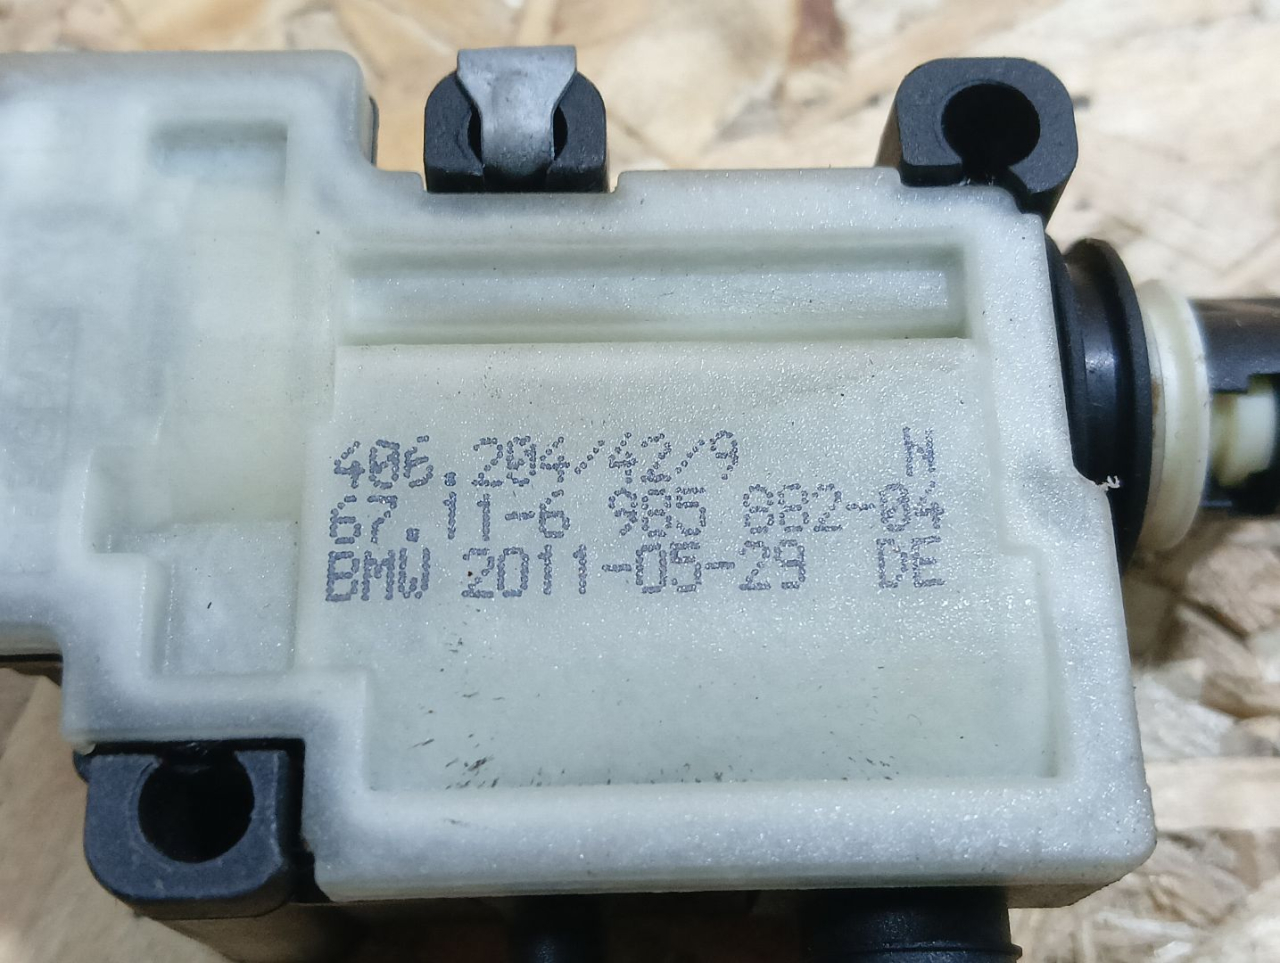 406.204/42/9 Z
67.11-6 985 882-04
BMW 2011-05-29 DE